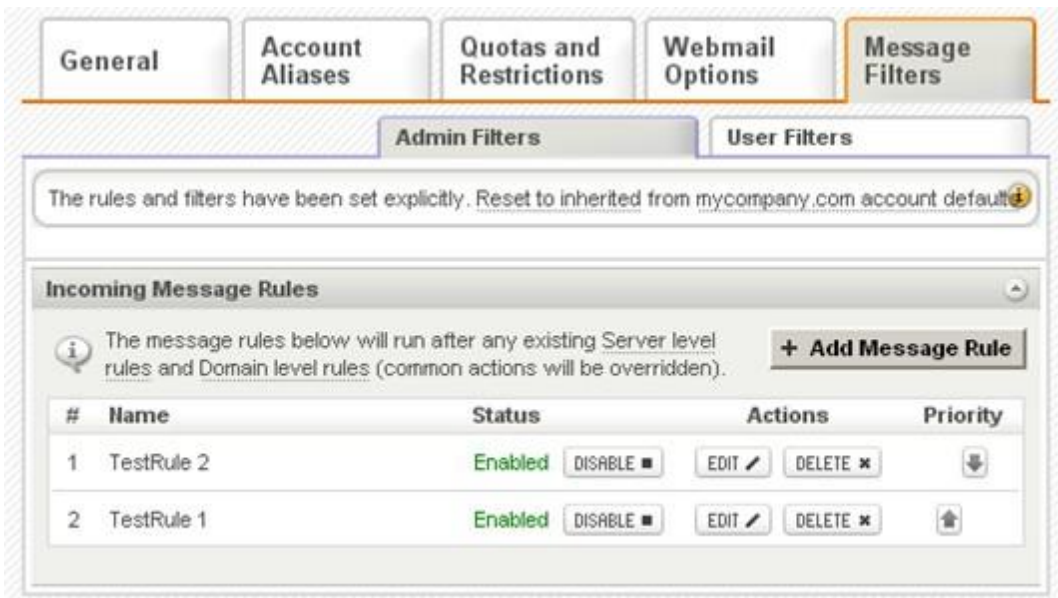 General
Account
Aliases
Quotas and
Restrictions
Webmail
Options
Message
Filters
Admin Filters
User Filters
The rules and filters have been set explicitly. Reset to inherited from mycompany.com account defaults
Incoming Message Rules
The message rules below will run after any existing Server level
rules and Domain level rules (common actions will be overridden).
+ Add Message Rule
# Name Status Actions Priority
1 TestRule 2 Enabled DISABLE EDIT DELETE
2 TestRule 1 Enabled DISABLE EDIT DELETE